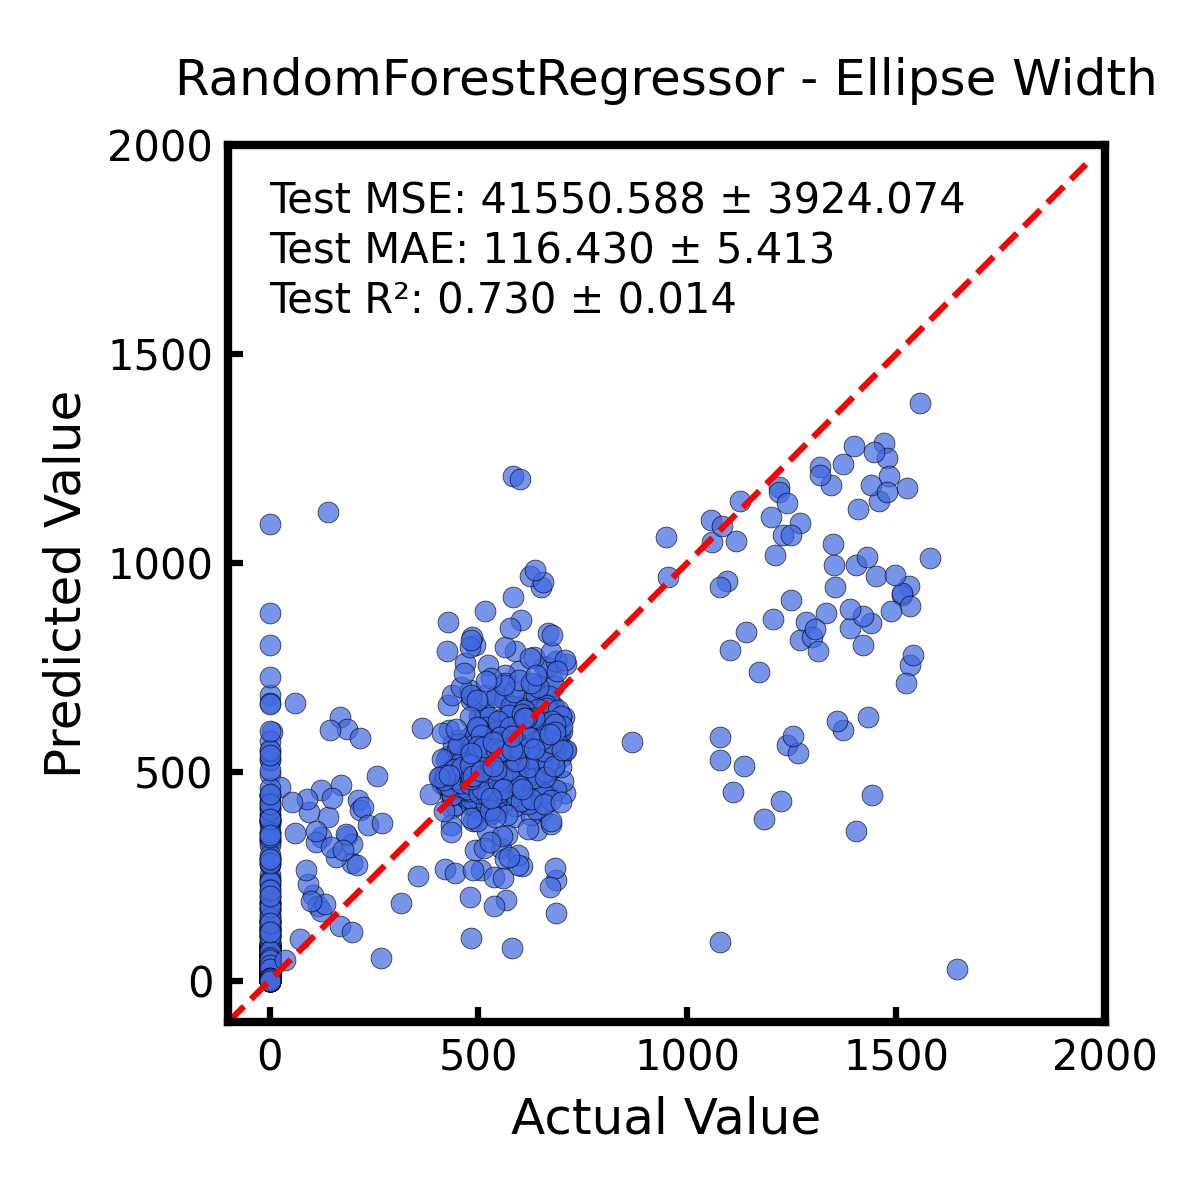 RandomForestRegressor - Ellipse Width
2000
Test MSE: 41550.588 ± 3924.074
Test MAE: 116.430 ± 5.413
Test R²: 0.730 ± 0.014
1500
1000
500
0
Predicted Value
0 500 1000 1500 2000
Actual Value